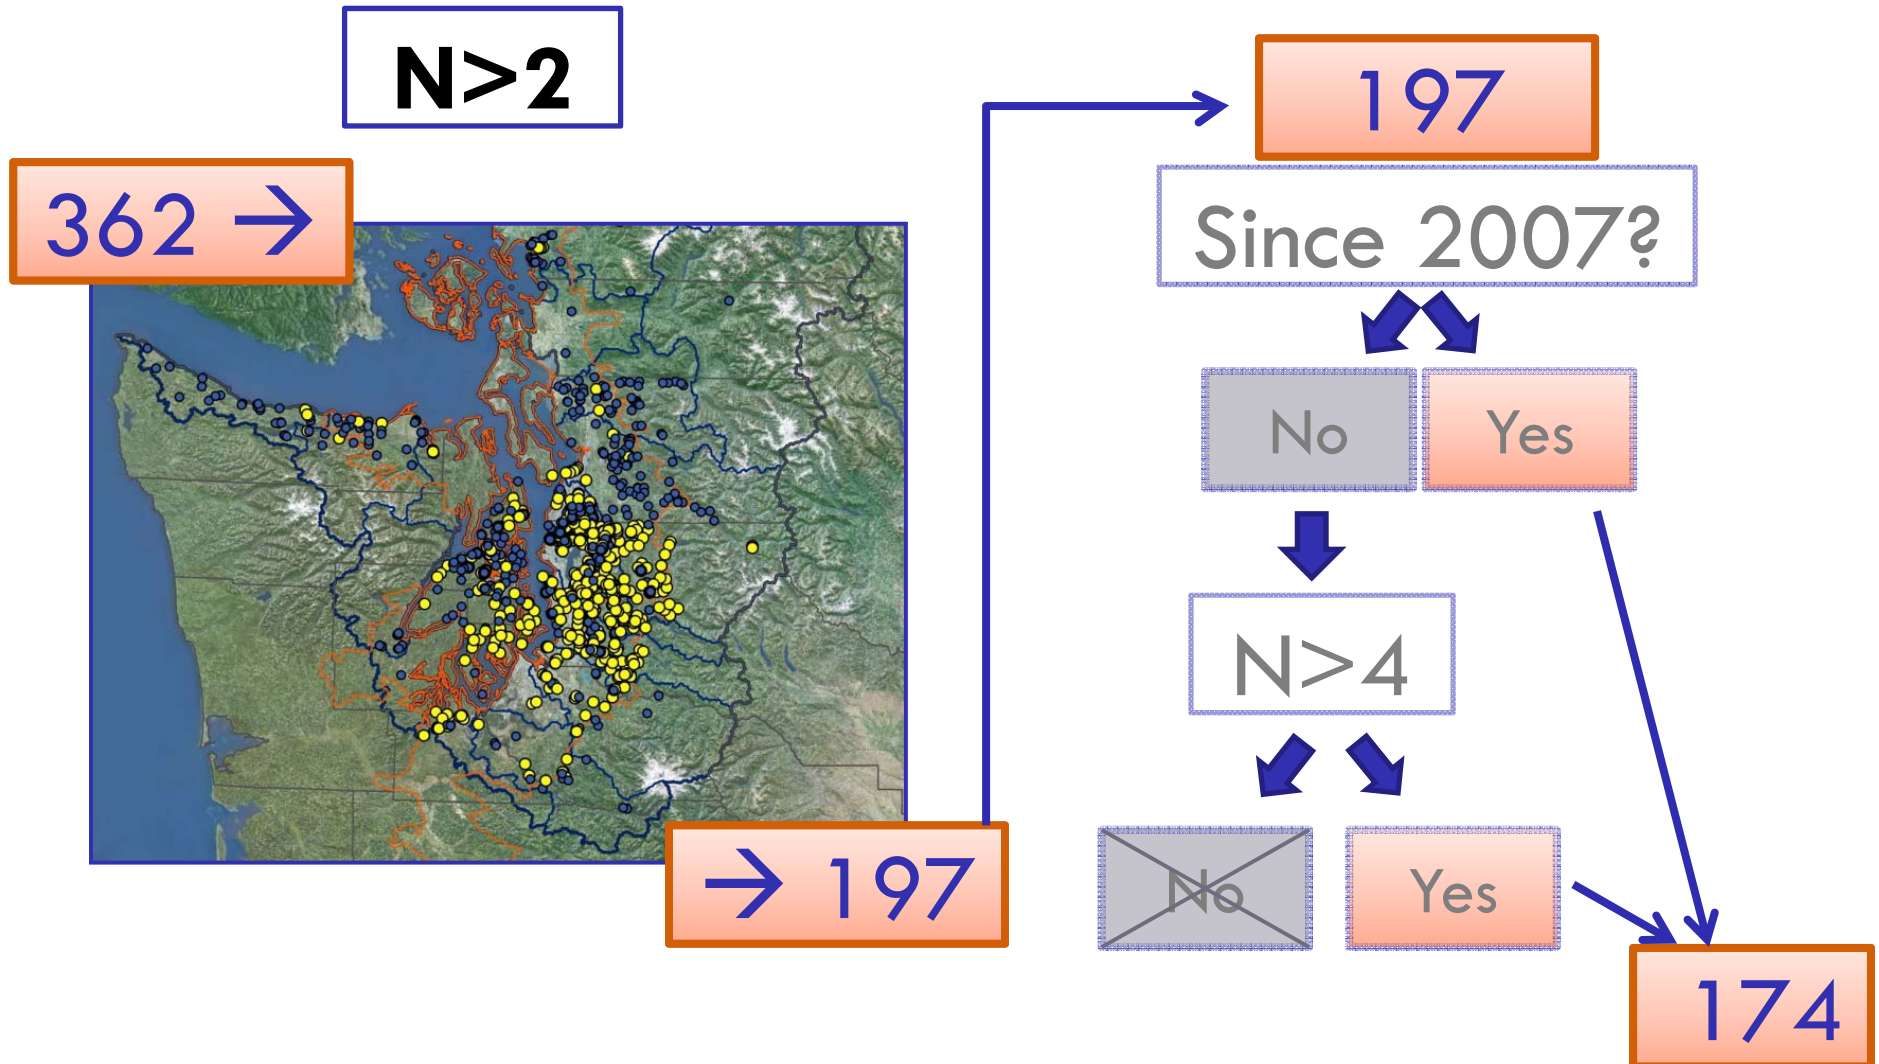 N>2
362 →
→ 197
197
Since 2007?
No
Yes
N>4
No
Yes
174